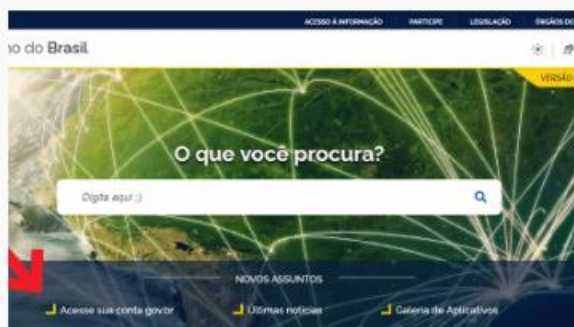 ACESSO À INFORMAÇÃO PARTICIPE LEGISLAÇÃO ÓRGÃOS DO
no do Brasil
VERSÃO
O que você procura?
Digite aqui :)
NOVOS ASSUNTOS
Acesse sua conta gov.br Últimas notícias Galeria de Aplicativos